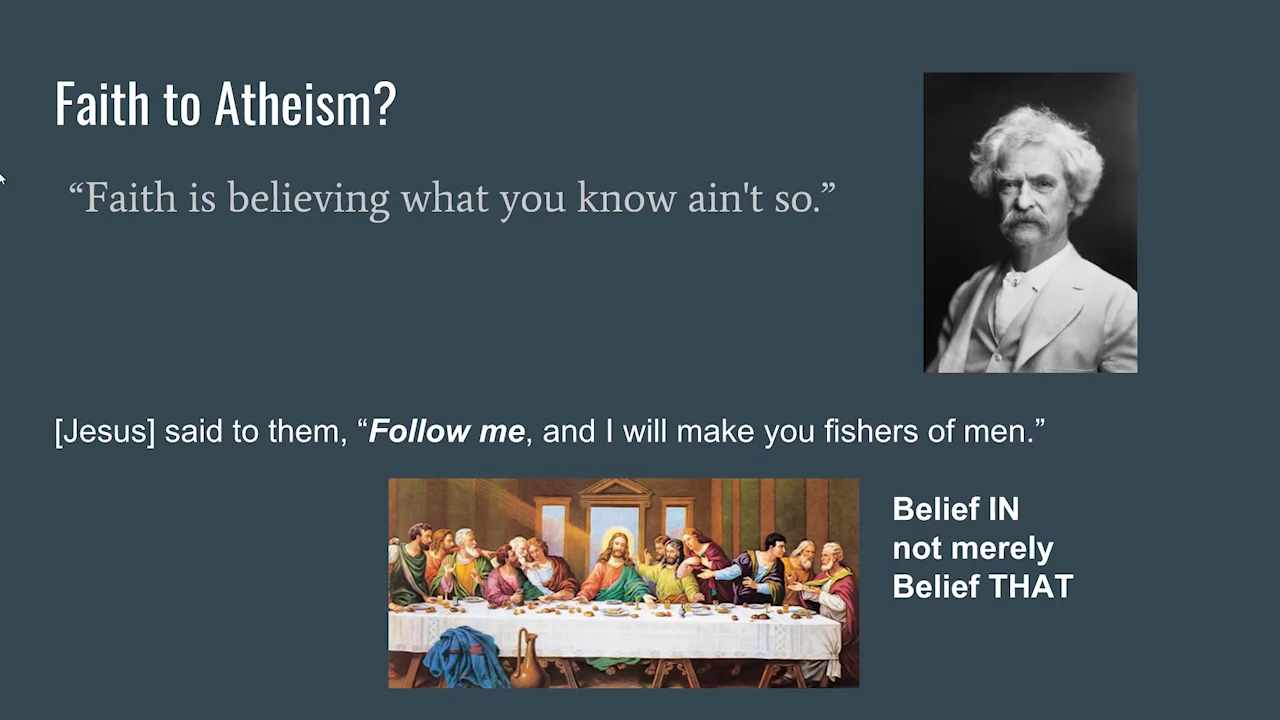 Faith to Atheism?
“Faith is believing what you know ain't so.”
[Jesus] said to them, “Follow me, and I will make you fishers of men.”
Belief IN
not merely
Belief THAT